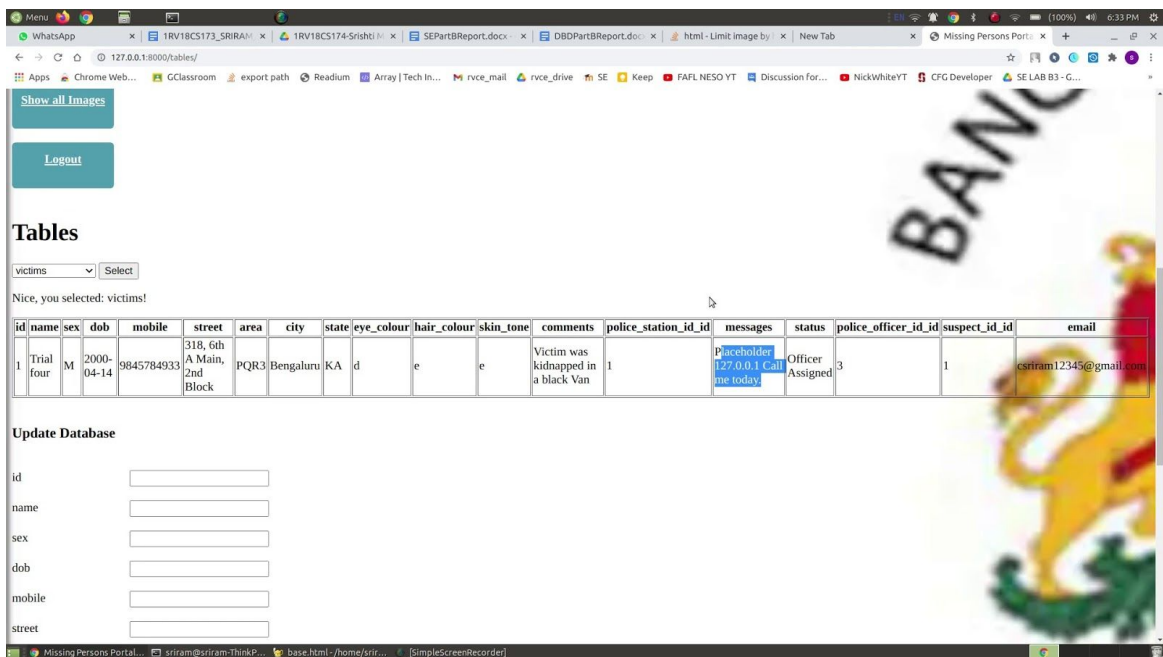 Menu
EN
(100%)
6:33 PM
WhatsApp
1RV18CS173_SRIRAM
1RV18CS174-Srishti M
SEPartBReport.docx -
DBDPartBReport.doc
html - Limit image by
New Tab
Missing Persons Porta
127.0.0.1:8000/tables/
Apps
Chrome Web...
GClassroom
export path
Readium
Array | Tech In...
rvce_mail
rvce_drive
SE
Keep
FAFL NESO YT
Discussion for...
NickWhiteYT
CFG Developer
SE LAB B3 - G...
»
Show all Images
Logout
BANG
Tables
victims Select
Nice, you selected: victims!
id name sex dob mobile street area city state eye_colour hair_colour skin_tone comments police_station_id_id messages status police_officer_id_id suspect_id_id email
1 Trial four M 2000-04-14 9845784933 318, 6th A Main, 2nd Block PQR3 Bengaluru KA d e e Victim was kidnapped in a black Van 1 Placeholder 127.0.0.1 Call me today. Officer Assigned 3 1 csriram12345@gmail.com
Update Database
id
name
sex
dob
mobile
street
Missing Persons Portal...
sriram@sriram-ThinkP...
base.html-/home/srir...
[SimpleScreenRecorder]